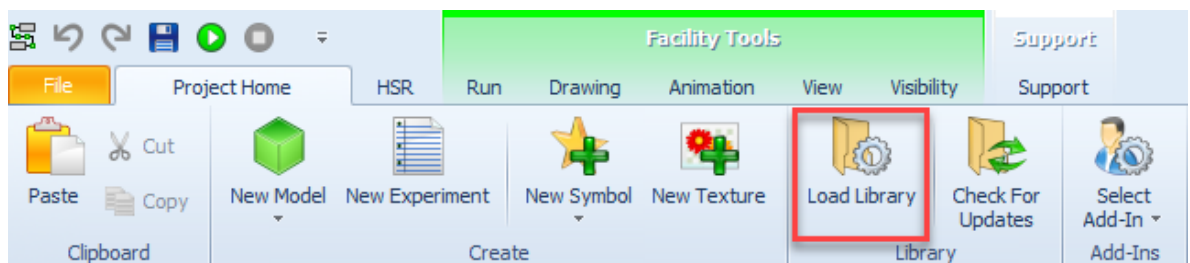 Facility Tools Support
File Project Home HSR Run Drawing Animation View Visibility Support
Cut
Paste Copy New Model New Experiment New Symbol New Texture Load Library Check For Updates Select Add-In
Clipboard Create Library Add-Ins